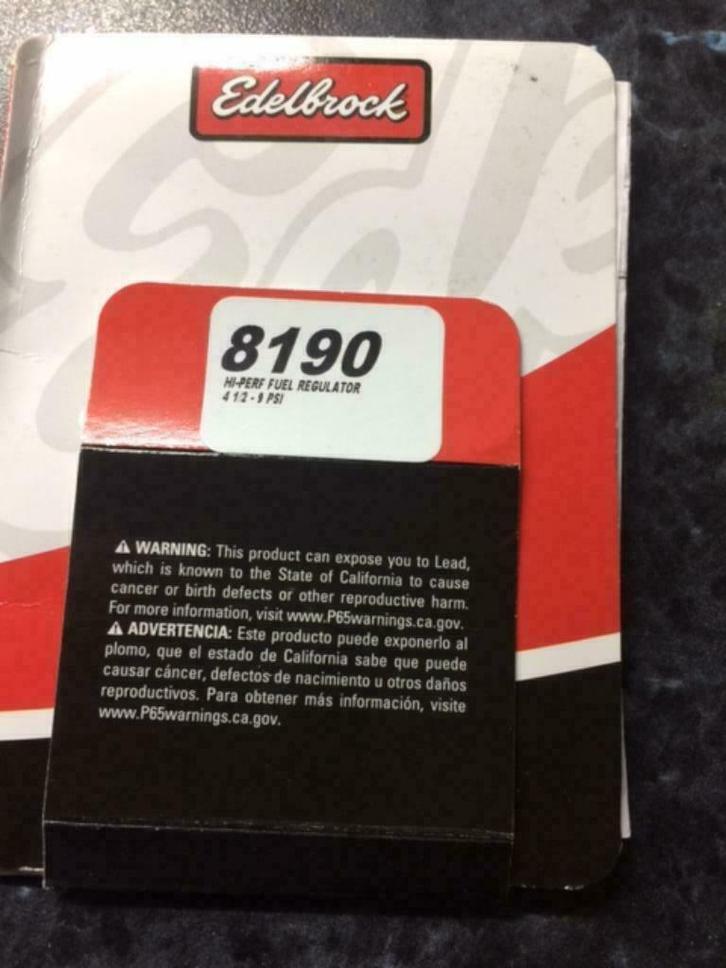 Edelbrock
8190
HI-PERF FUEL REGULATOR
4 1/2 - 9 PSI
⚠ WARNING: This product can expose you to Lead,
which is known to the State of California to cause
cancer or birth defects or other reproductive harm.
For more information, visit www.P65warnings.ca.gov.
⚠ ADVERTENCIA: Este producto puede exponerlo al
plomo, que el estado de California sabe que puede
causar cáncer, defectos de nacimiento u otros daños
reproductivos. Para obtener más información, visite
www.P65warnings.ca.gov.